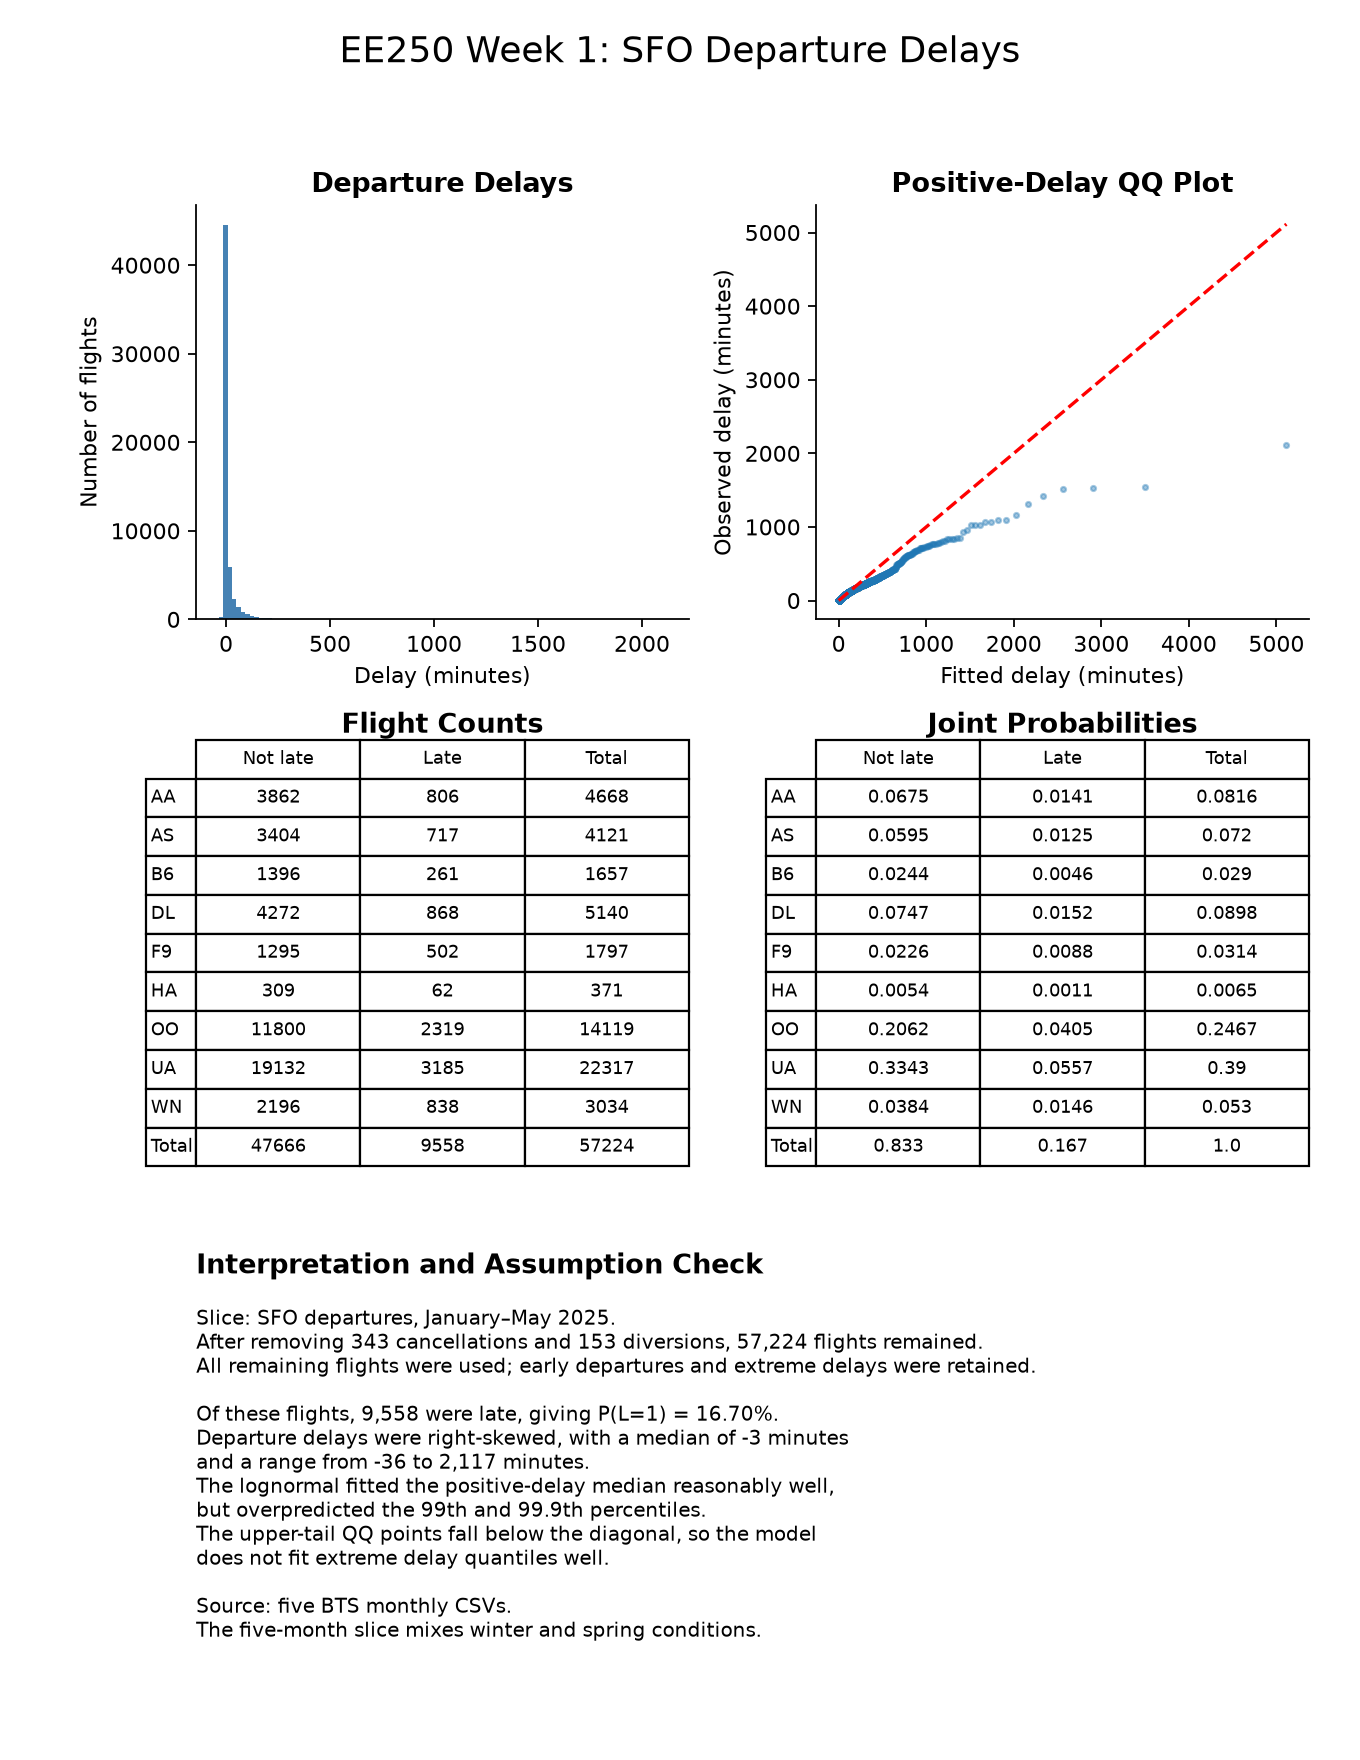 EE250 Week 1: SFO Departure Delays
Departure Delays
Number of flights
40000
30000
20000
10000
0
0 500 1000 1500 2000
Delay (minutes)
Positive-Delay QQ Plot
Observed delay (minutes)
5000
4000
3000
2000
1000
0
0 1000 2000 3000 4000 5000
Fitted delay (minutes)
Flight Counts
Not late Late Total
AA 3862 806 4668
AS 3404 717 4121
B6 1396 261 1657
DL 4272 868 5140
F9 1295 502 1797
HA 309 62 371
OO 11800 2319 14119
UA 19132 3185 22317
WN 2196 838 3034
Total 47666 9558 57224
Joint Probabilities
Not late Late Total
AA 0.0675 0.0141 0.0816
AS 0.0595 0.0125 0.072
B6 0.0244 0.0046 0.029
DL 0.0747 0.0152 0.0898
F9 0.0226 0.0088 0.0314
HA 0.0054 0.0011 0.0065
OO 0.2062 0.0405 0.2467
UA 0.3343 0.0557 0.39
WN 0.0384 0.0146 0.053
Total 0.833 0.167 1.0
Interpretation and Assumption Check
Slice: SFO departures, January–May 2025.
After removing 343 cancellations and 153 diversions, 57,224 flights remained.
All remaining flights were used; early departures and extreme delays were retained.
Of these flights, 9,558 were late, giving P(L=1) = 16.70%.
Departure delays were right-skewed, with a median of -3 minutes
and a range from -36 to 2,117 minutes.
The lognormal fitted the positive-delay median reasonably well,
but overpredicted the 99th and 99.9th percentiles.
The upper-tail QQ points fall below the diagonal, so the model
does not fit extreme delay quantiles well.
Source: five BTS monthly CSVs.
The five-month slice mixes winter and spring conditions.